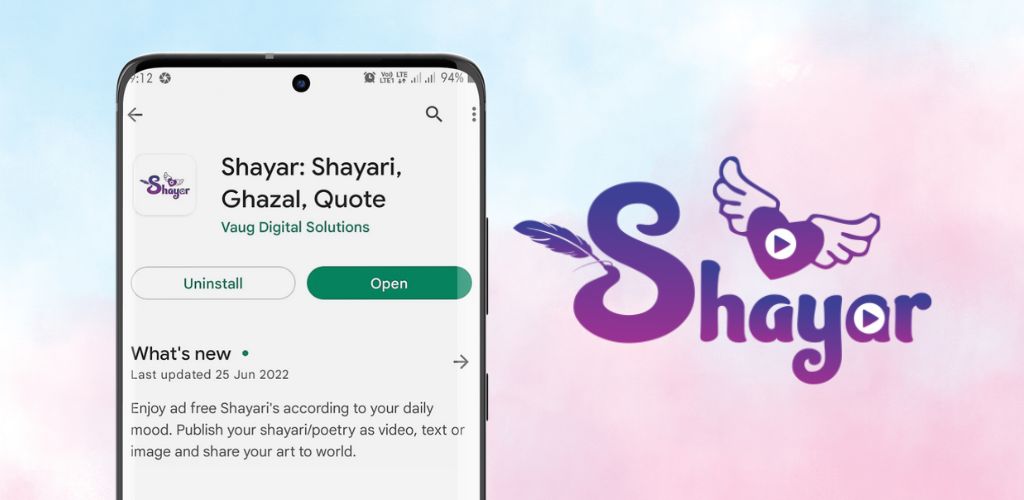 9:12
Vo)) LTE
LTE1
94%
Shayar
Shayar: Shayari,
Ghazal, Quote
Vaug Digital Solutions
Uninstall
Open
What's new
Last updated 25 Jun 2022
Enjoy ad free Shayari's according to your daily
mood. Publish your shayari/poetry as video, text or
image and share your art to world.
Shayar